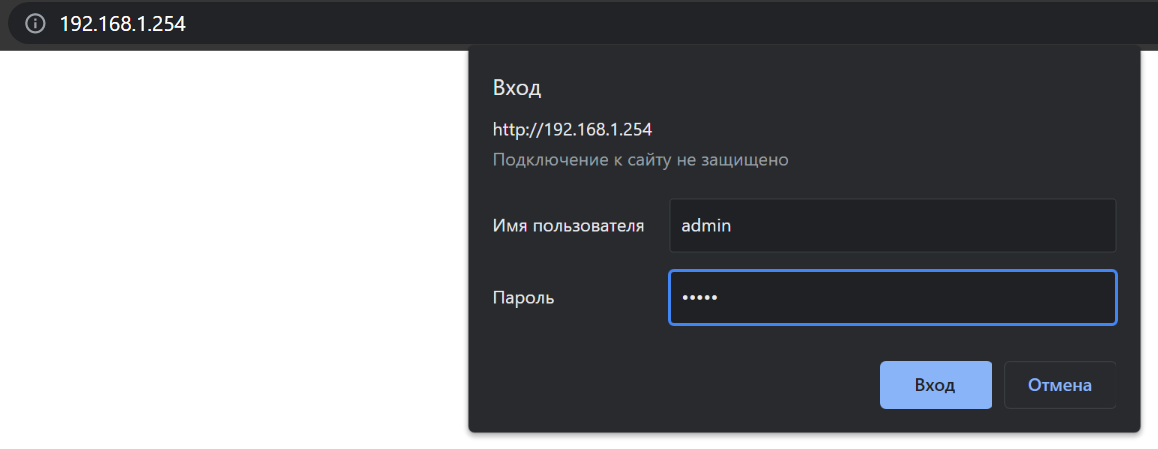 192.168.1.254
Вход
http://192.168.1.254
Подключение к сайту не защищено
Имя пользователя admin
Пароль •••••
Вход Отмена